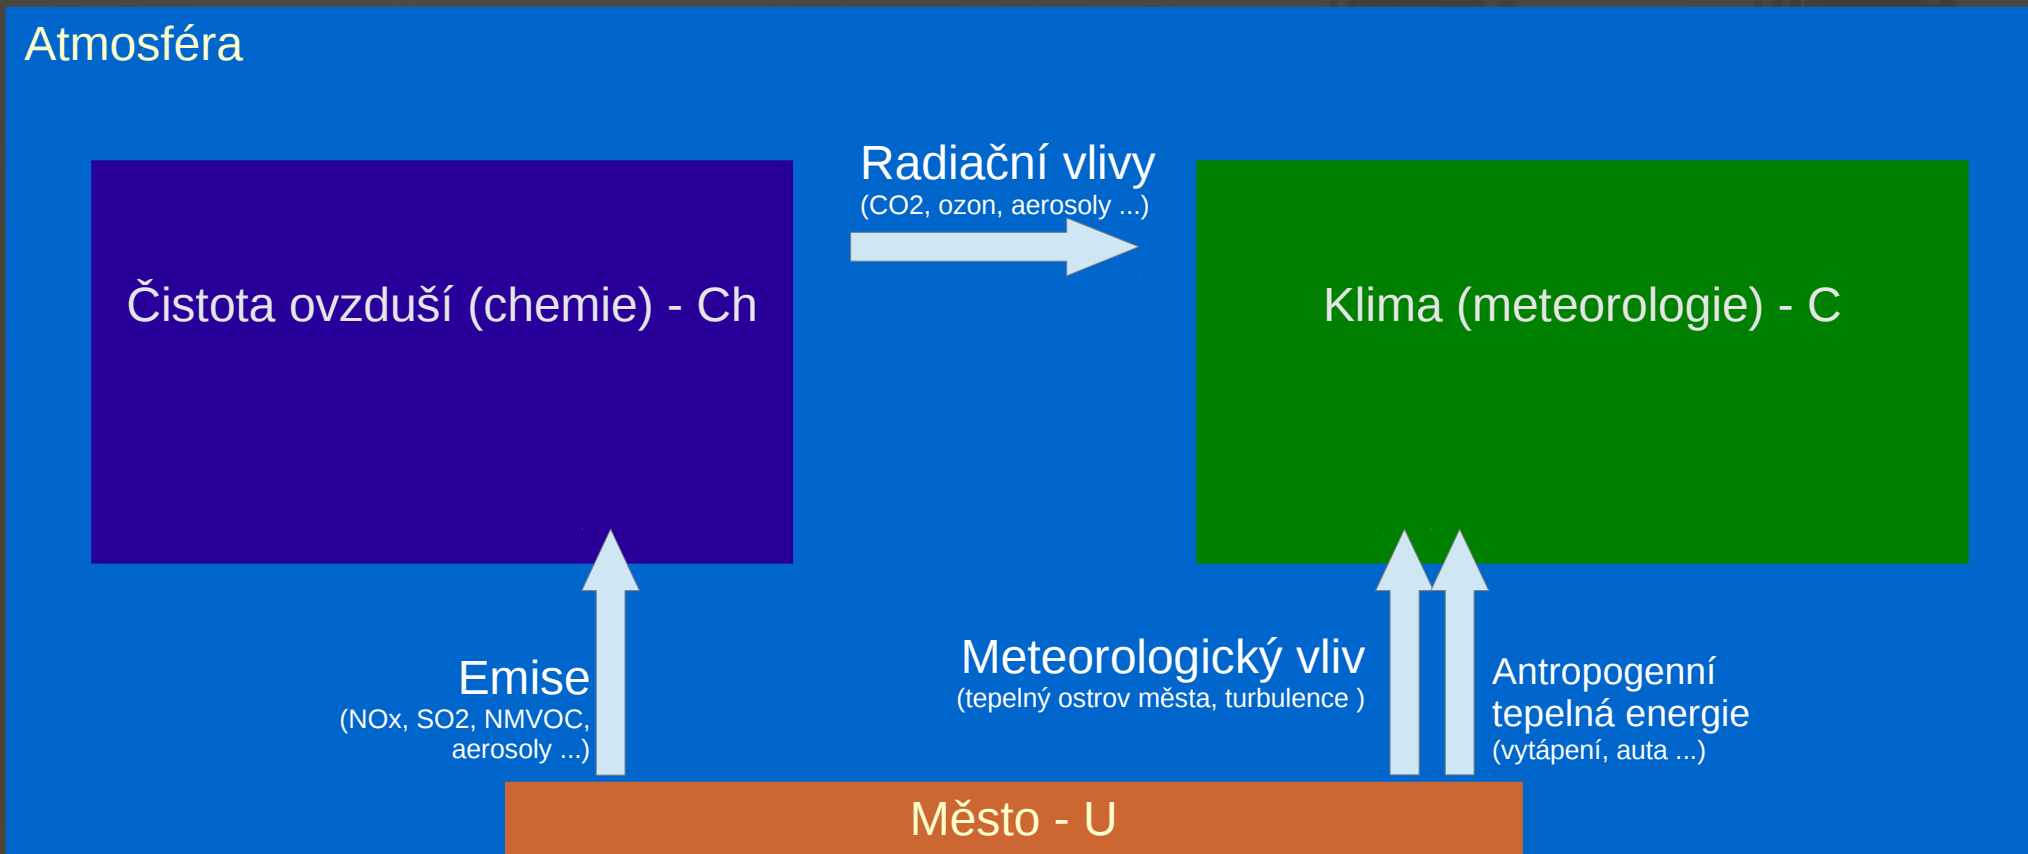 Atmosféra
Radiační vlivy
(CO2, ozon, aerosoly ...)
Čistota ovzduší (chemie) - Ch
Klima (meteorologie) - C
Emise
(NOx, SO2, NMVOC,
aerosoly ...)
Meteorologický vliv
(tepelný ostrov města, turbulence )
Antropogenní
tepelná energie
(vytápení, auta ...)
Město - U